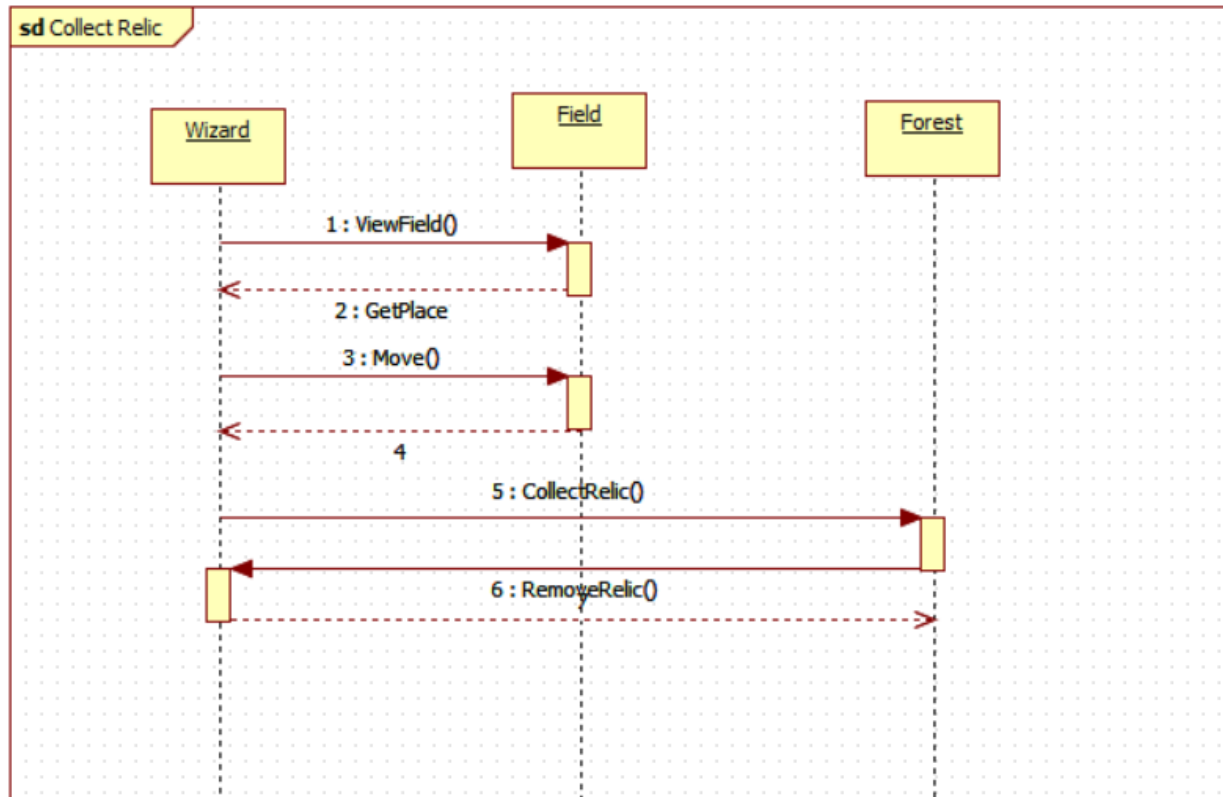 sd Collect Relic
Wizard
Field
Forest
1 : ViewField()
2 : GetPlace
3 : Move()
4
5 : CollectRelic()
6 : RemoveRelic()
7